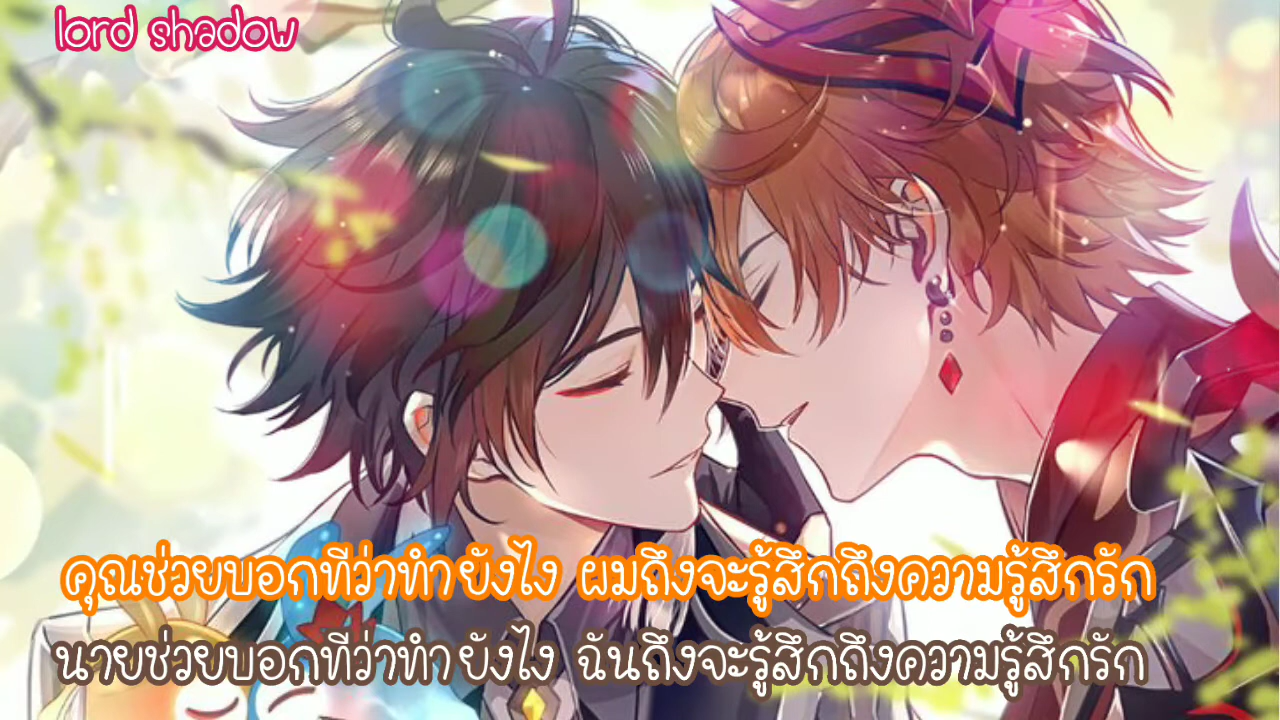 lord shadow
คุณช่วยบอกทีว่าทำยังไง ผมถึงจะรู้สึกถึงความรู้สึกรัก
นายช่วยบอกทีว่าทำยังไง ฉันถึงจะรู้สึกถึงความรู้สึกรัก